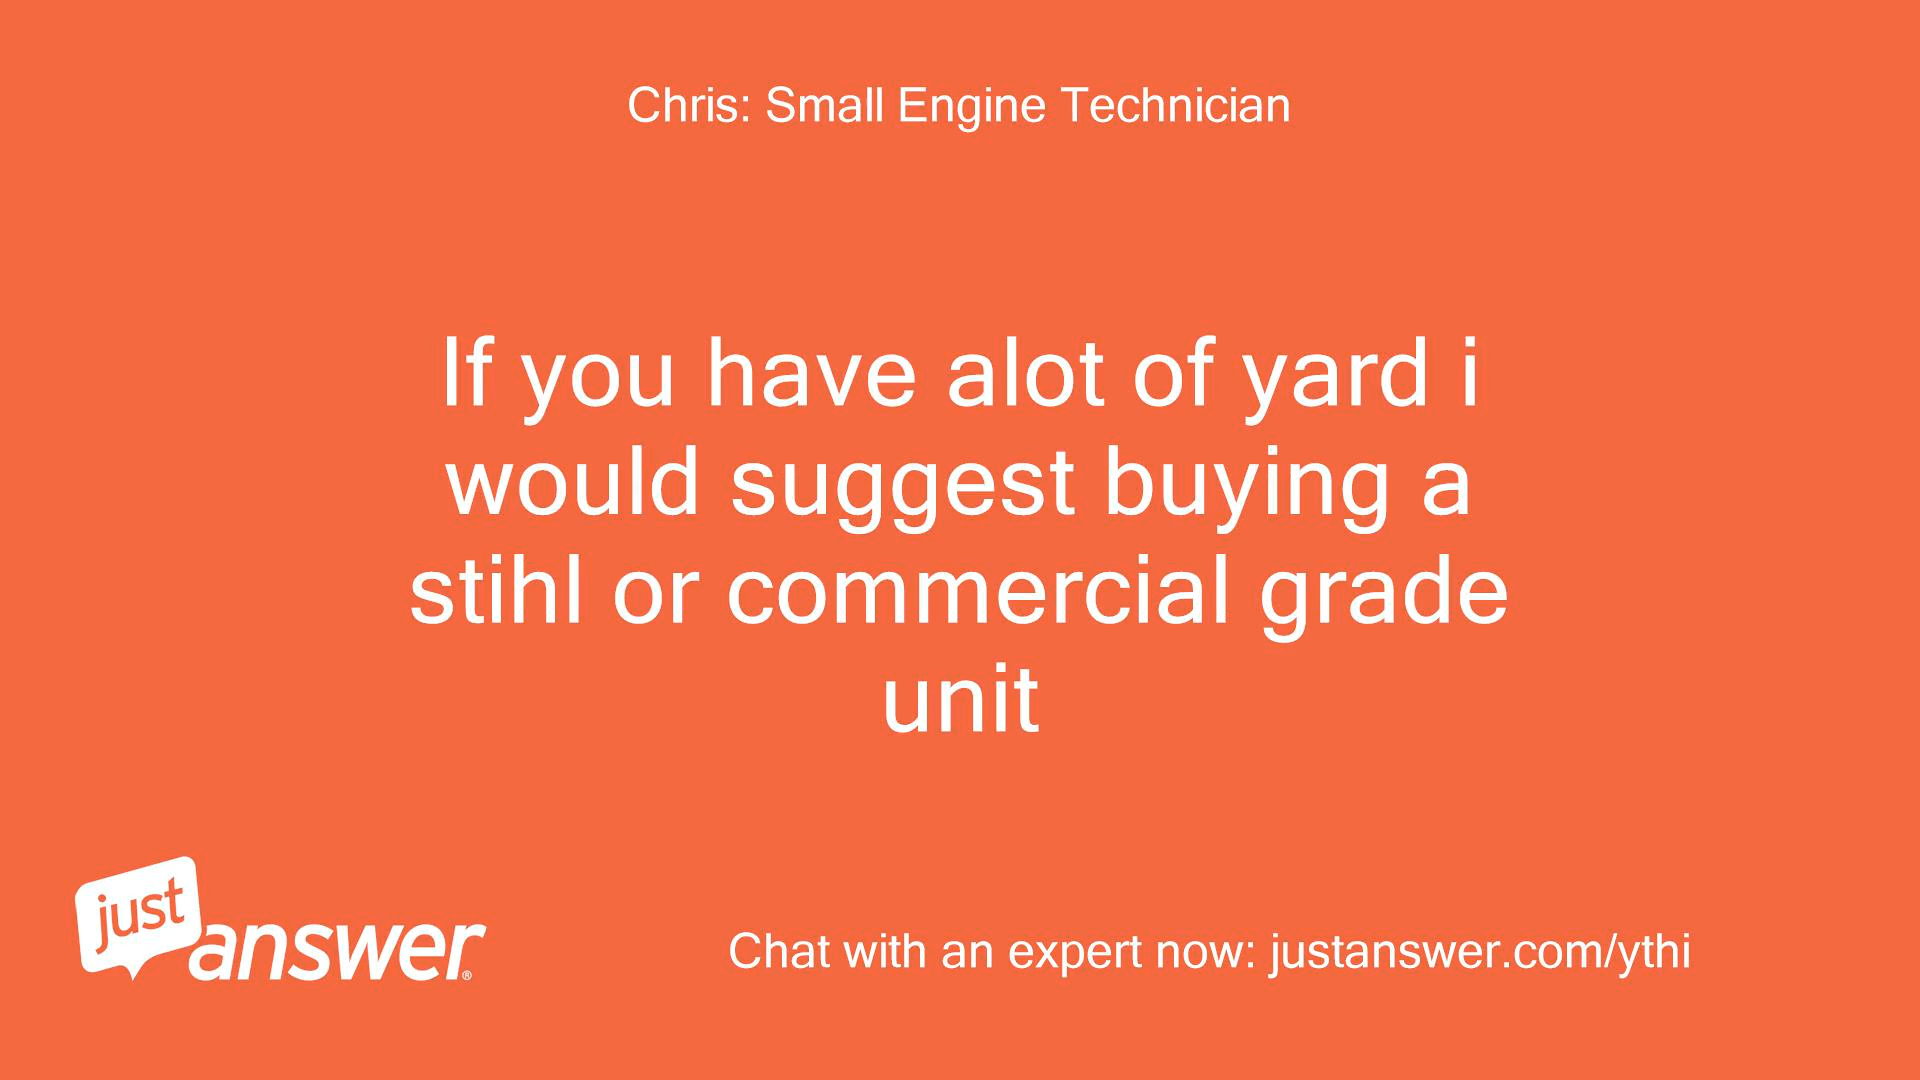 Chris: Small Engine Technician
If you have alot of yard i
would suggest buying a
stihl or commercial grade
unit
just
answer®
Chat with an expert now: justanswer.com/ythi